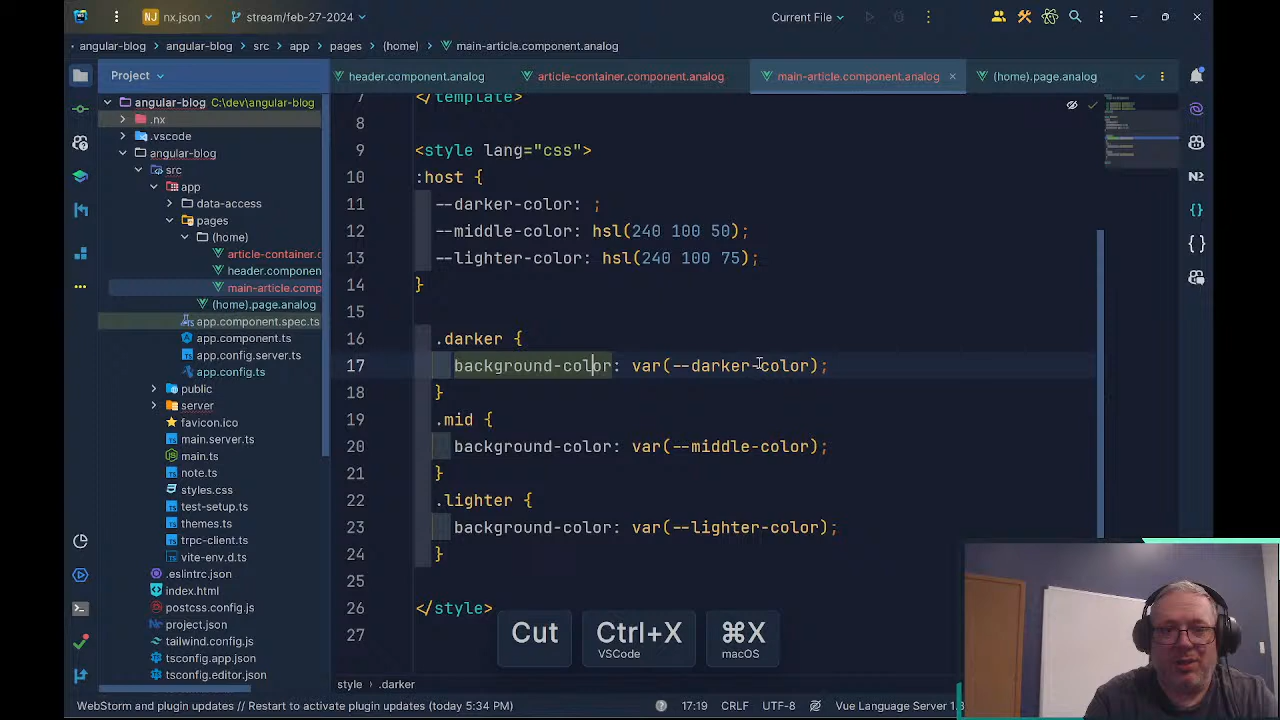 nx.json
stream/feb-27-2024
Current File
angular-blog
angular-blog
src
app
pages
(home)
main-article.component.analog
Project
header.component.analog
article-container.component.analog
main-article.component.analog
(home).page.analog
angular-blog C:\dev\angular-blog
.nx
.vscode
angular-blog
src
app
data-access
pages
(home)
article-container.c
header.componen
main-article.comp
(home).page.analog
app.component.spec.ts
app.component.ts
app.config.server.ts
app.config.ts
public
server
favicon.ico
main.server.ts
main.ts
note.ts
styles.css
test-setup.ts
themes.ts
trpc-client.ts
vite-env.d.ts
.eslintrc.json
index.html
postcss.config.js
project.json
tailwind.config.js
tsconfig.app.json
tsconfig.editor.json
7 </template>
8
9 <style lang="css">
10 :host {
11 --darker-color: ;
12 --middle-color: hsl(240 100 50);
13 --lighter-color: hsl(240 100 75);
14 }
15
16 .darker {
17 background-color: var(--darker-color);
18 }
19 .mid {
20 background-color: var(--middle-color);
21 }
22 .lighter {
23 background-color: var(--lighter-color);
24 }
25
26 </style>
27
Cut
Ctrl+X
VSCode
⌘X
macOS
style
.darker
WebStorm and plugin updates // Restart to activate plugin updates (today 5:34 PM)
17:19
CRLF
UTF-8
Vue Language Server 1.8